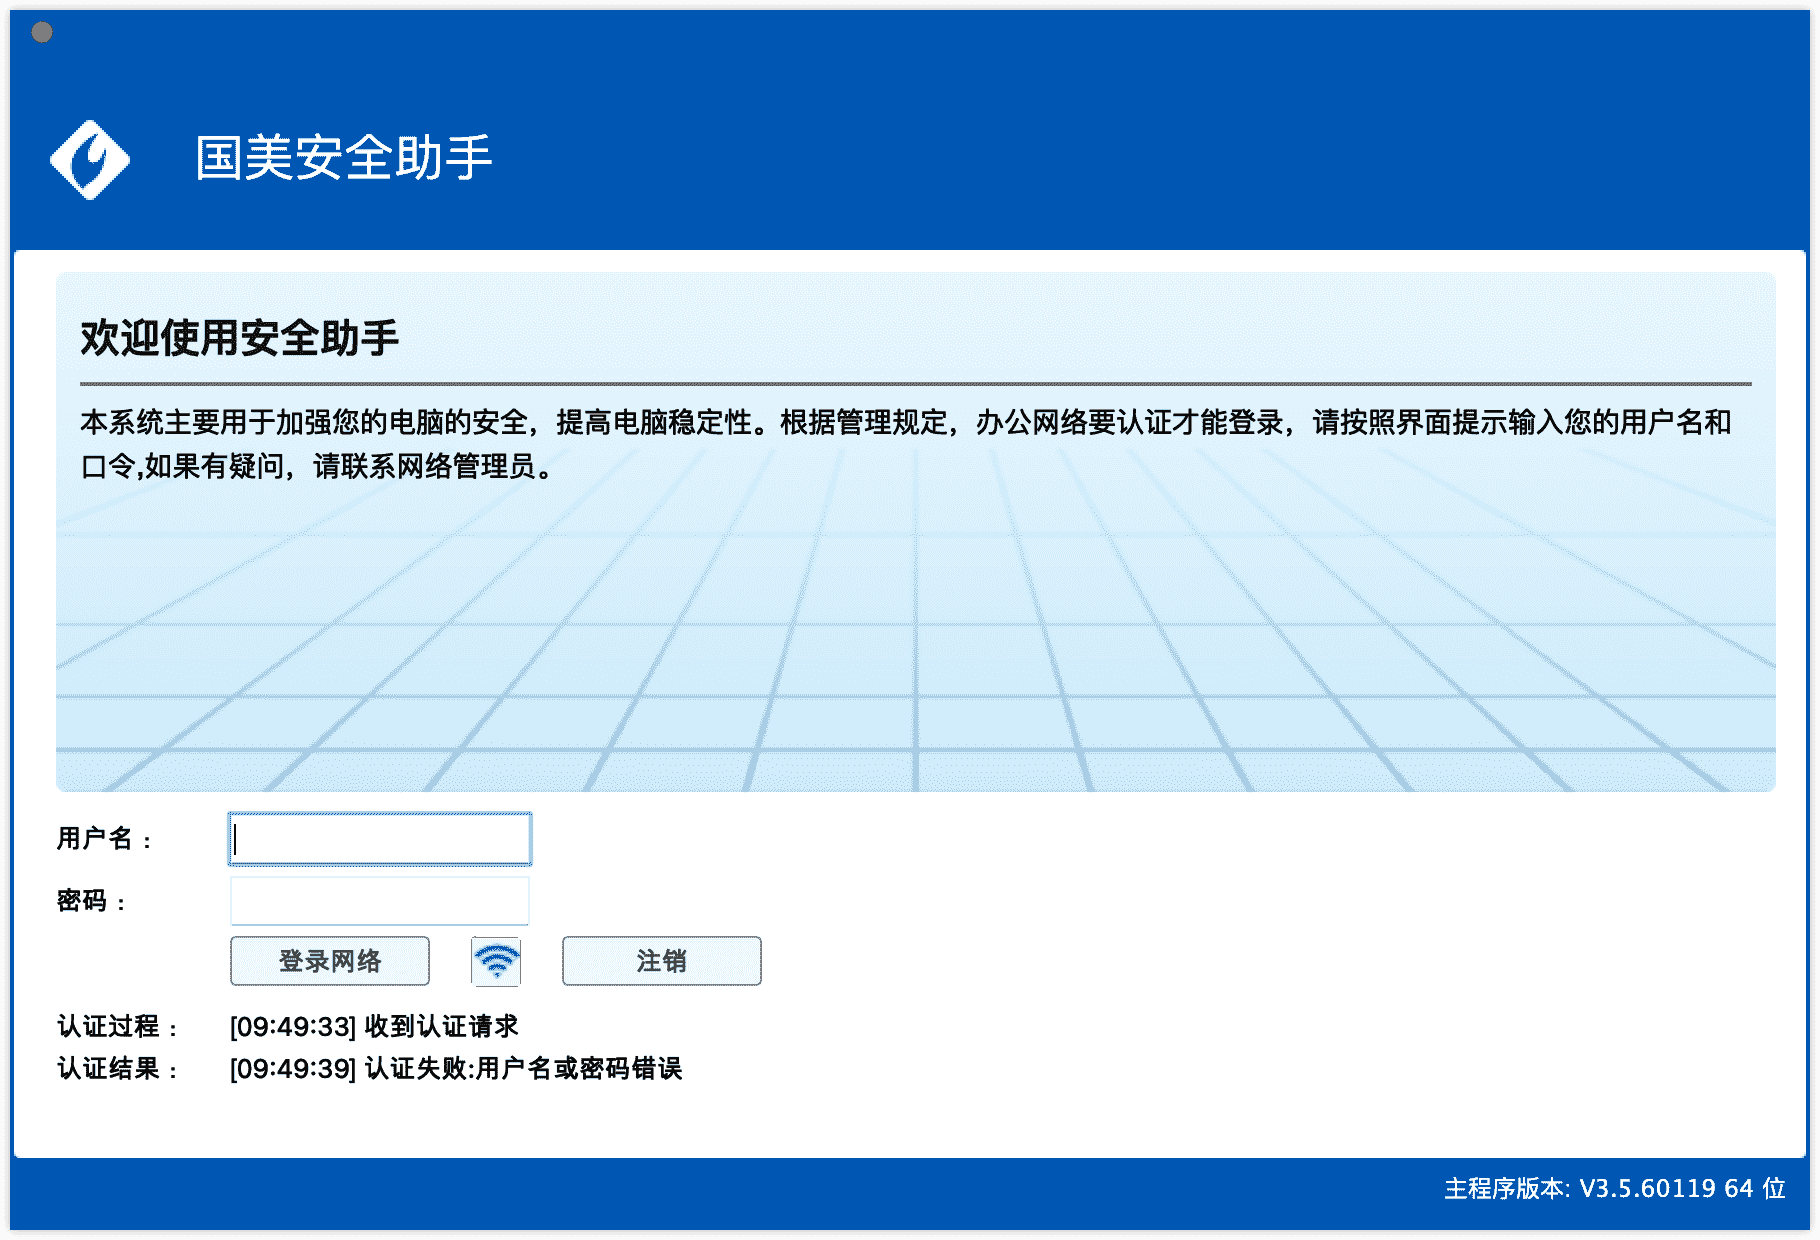 国美安全助手
欢迎使用安全助手
本系统主要用于加强您的电脑的安全，提高电脑稳定性。根据管理规定，办公网络要认证才能登录，请按照界面提示输入您的用户名和
口令,如果有疑问，请联系网络管理员。
用户名：
密码：
登录网络 注销
认证过程： [09:49:33] 收到认证请求
认证结果： [09:49:39] 认证失败:用户名或密码错误
主程序版本: V3.5.60119 64 位